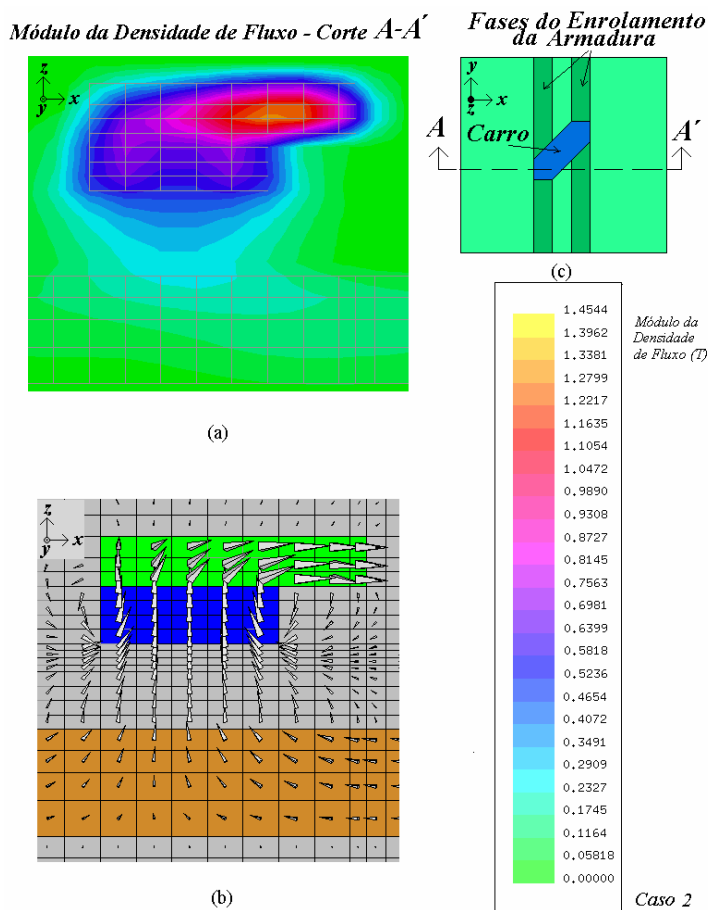 Módulo da Densidade de Fluxo - Corte A-A´
z
y
x
(a)
Fases do Enrolamento
da Armadura
y
z
x
A
Carro
A´
(c)
1.4544
1.3962
1.3381
1.2799
1.2217
1.1635
1.1054
1.0472
0.9890
0.9308
0.8727
0.8145
0.7563
0.6981
0.6399
0.5818
0.5236
0.4654
0.4072
0.3491
0.2909
0.2327
0.1745
0.1164
0.05818
0.00000
Módulo da
Densidade
de Fluxo (T)
Caso 2
z
y
x
(b)